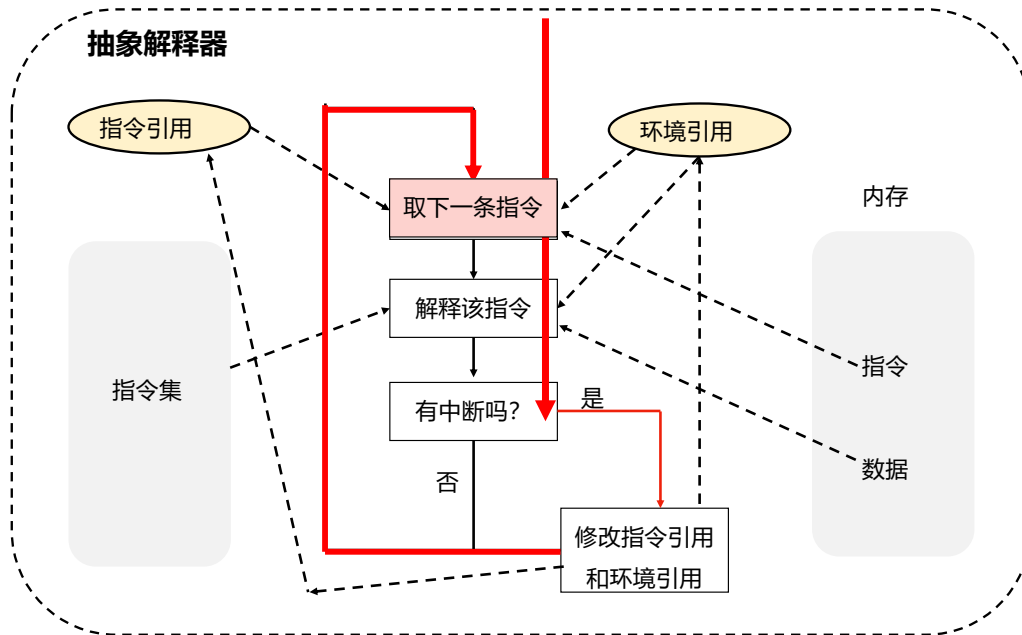 抽象解释器
指令引用
环境引用
取下一条指令
内存
解释该指令
指令集
指令
有中断吗？
是
否
数据
修改指令引用
和环境引用